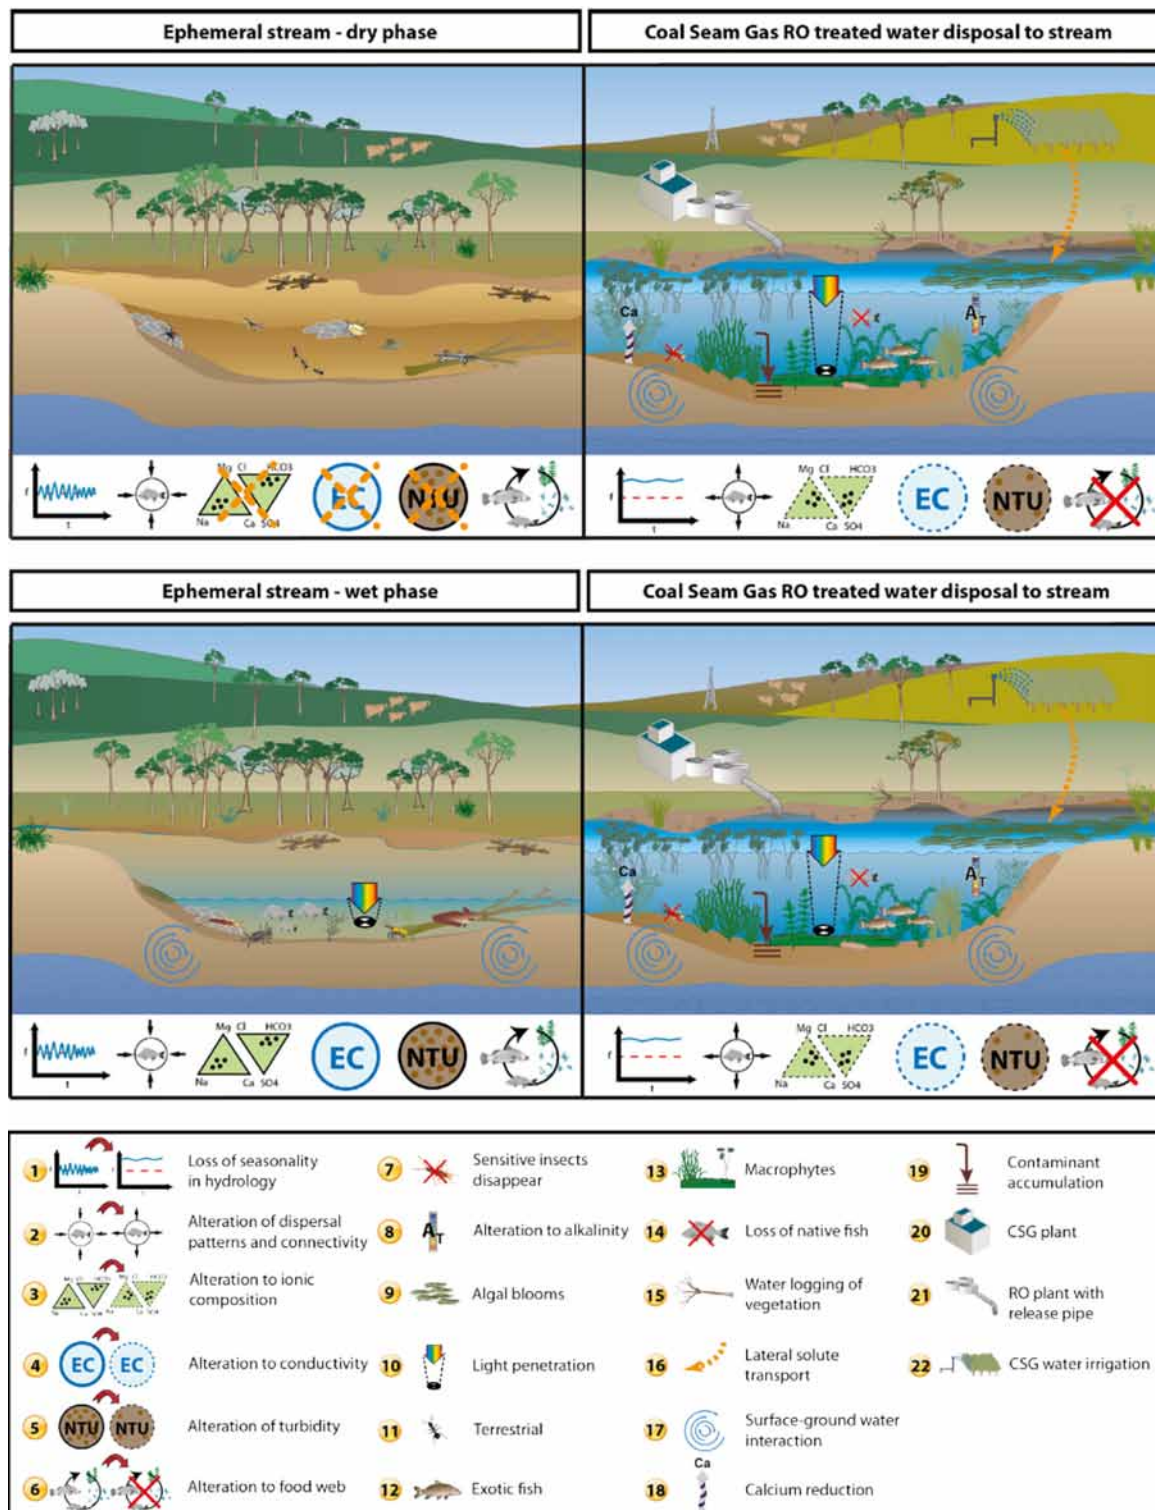 Ephemeral stream - dry phase
Coal Seam Gas RO treated water disposal to stream
Ca
AT
f
t
Mg Cl HCO3
Na Ca SO4
EC
NTU
f
t
Mg Cl HCO3
Na Ca SO4
EC
NTU
Ephemeral stream - wet phase
Coal Seam Gas RO treated water disposal to stream
Ca
AT
f
t
Mg Cl HCO3
Na Ca SO4
EC
NTU
f
t
Mg Cl HCO3
Na Ca SO4
EC
NTU
1 Loss of seasonality
in hydrology
2 Alteration of dispersal
patterns and connectivity
3 Alteration to ionic
composition
4 EC EC Alteration to conductivity
5 NTU NTU Alteration of turbidity
6 Alteration to food web
7 Sensitive insects
disappear
8 AT Alteration to alkalinity
9 Algal blooms
10 Light penetration
11 Terrestrial
12 Exotic fish
13 Macrophytes
14 Loss of native fish
15 Water logging of
vegetation
16 Lateral solute
transport
17 Surface-ground water
interaction
Ca
18 Calcium reduction
19 Contaminant
accumulation
20 CSG plant
21 RO plant with
release pipe
22 CSG water irrigation